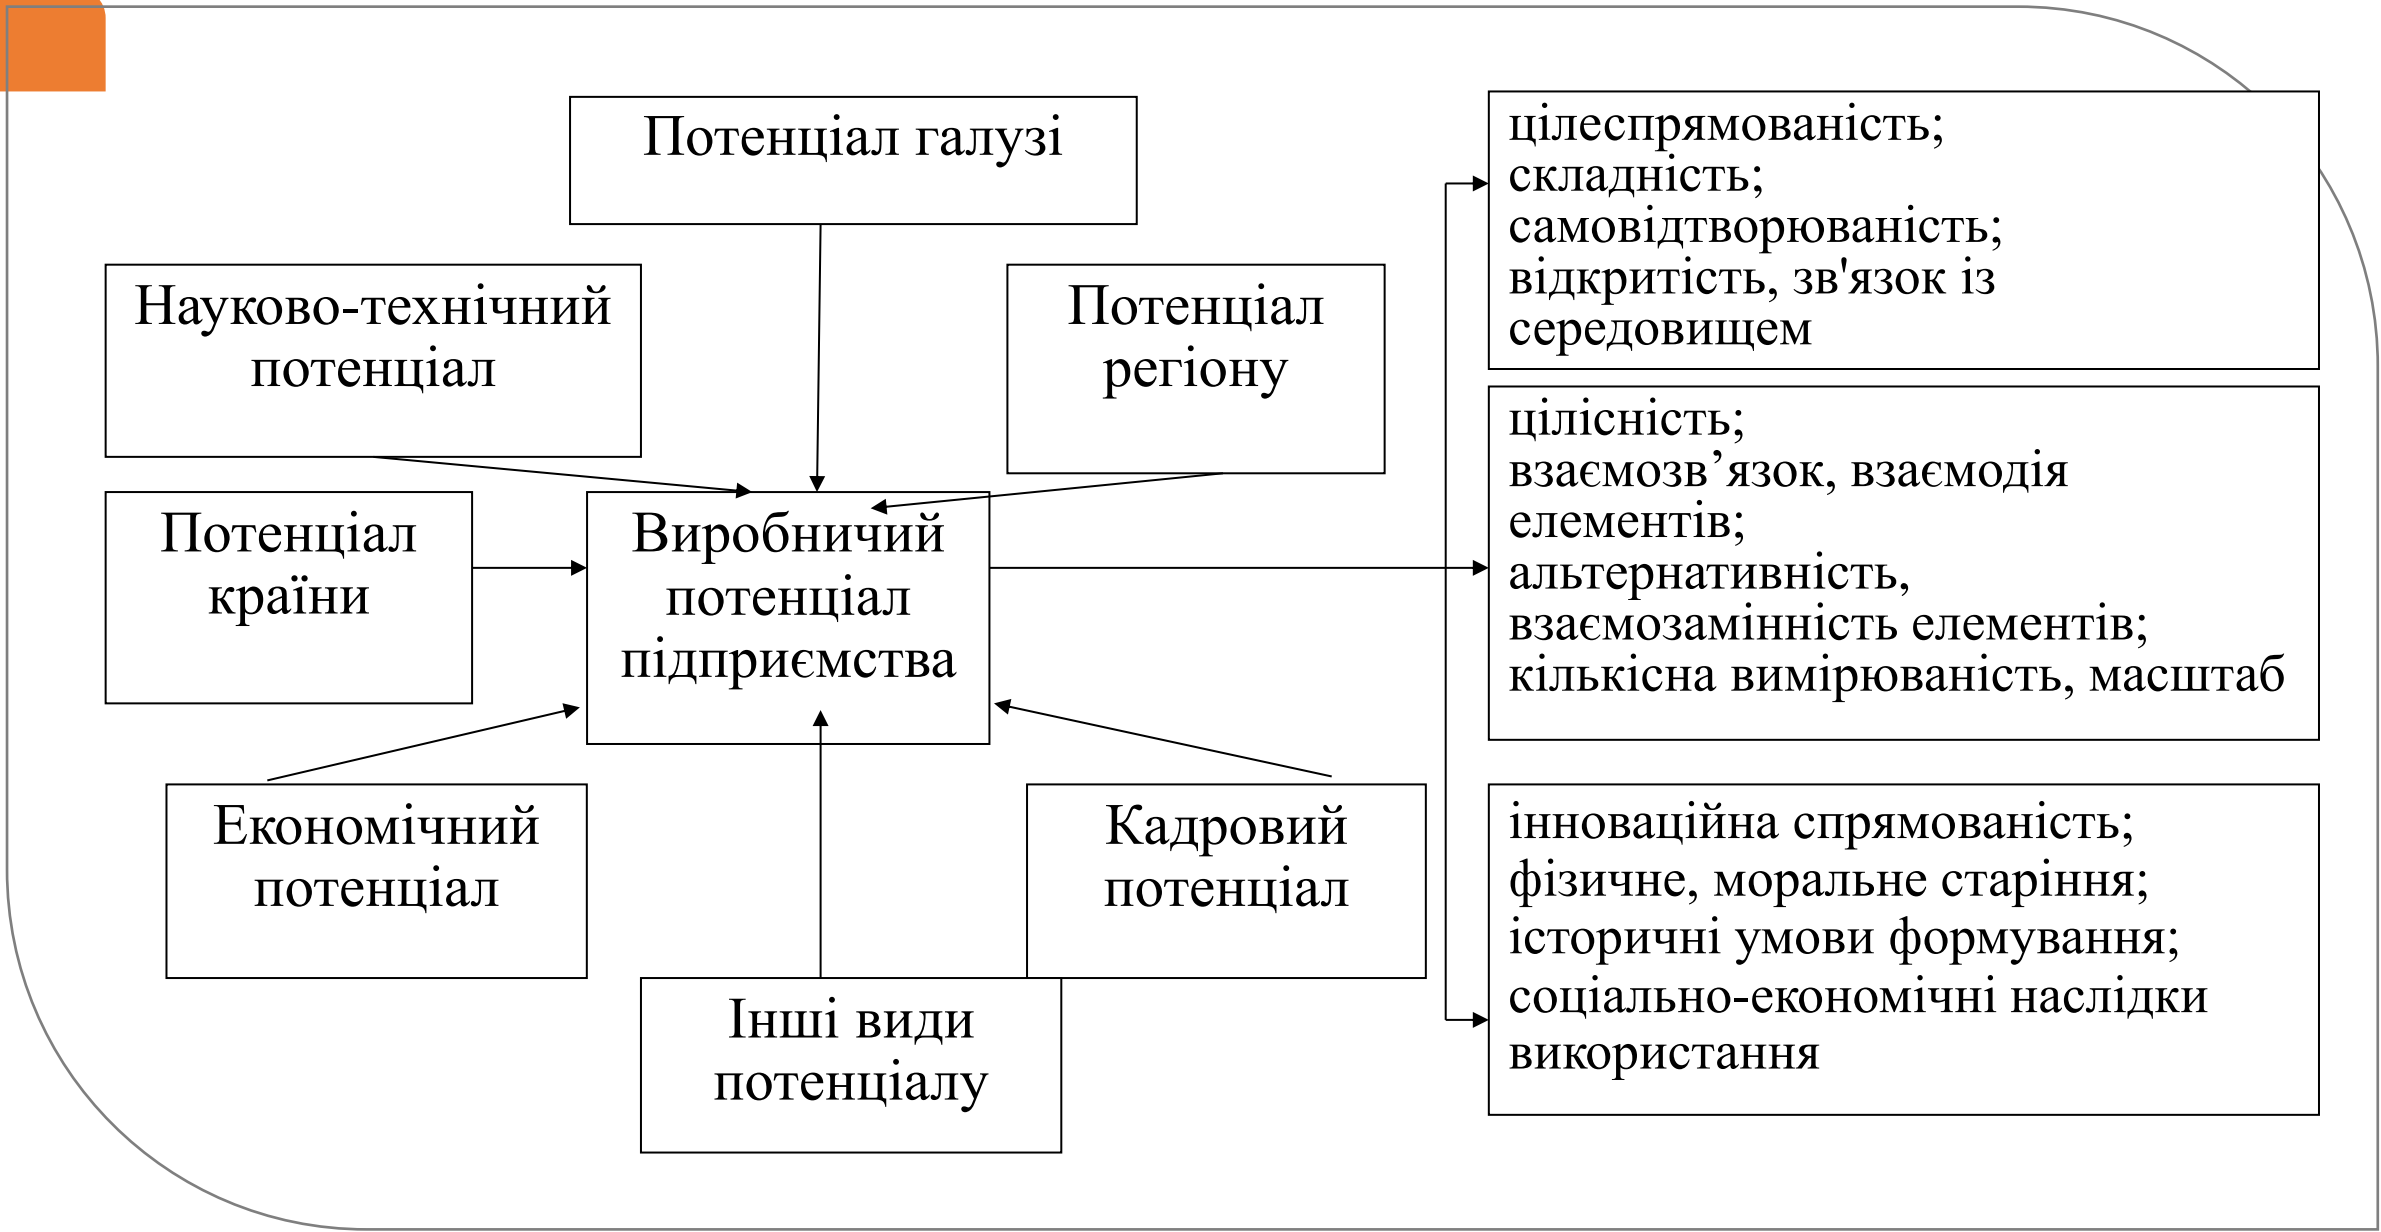 Потенціал галузі
Науково-технічний
потенціал
Потенціал
регіону
Потенціал
країни
Виробничий
потенціал
підприємства
Економічний
потенціал
Кадровий
потенціал
Інші види
потенціалу
цілеспрямованість;
складність;
самовідтворюваність;
відкритість, зв'язок із
середовищем
цілісність;
взаємозв’язок, взаємодія
елементів;
альтернативність,
взаємозамінність елементів;
кількісна вимірюваність, масштаб
інноваційна спрямованість;
фізичне, моральне старіння;
історичні умови формування;
соціально-економічні наслідки
використання